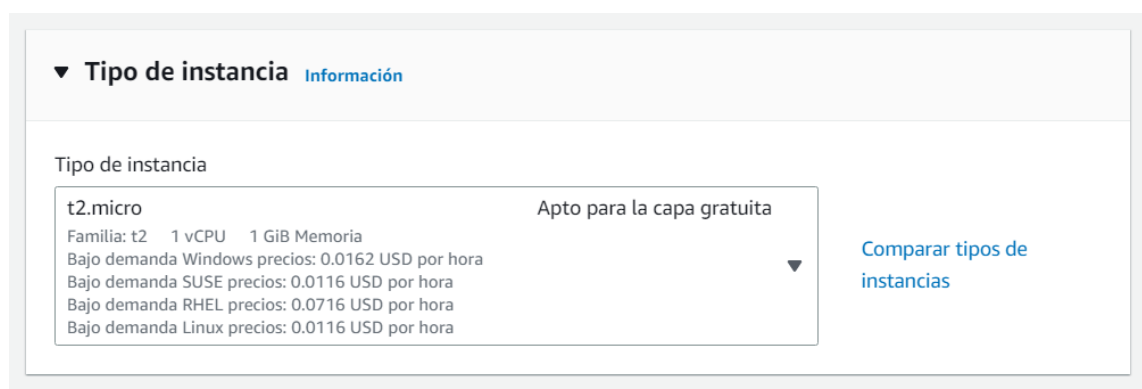 ▼ Tipo de instancia Información
Tipo de instancia
t2.micro Apto para la capa gratuita
Familia: t2 1 vCPU 1 GiB Memoria
Bajo demanda Windows precios: 0.0162 USD por hora
Bajo demanda SUSE precios: 0.0116 USD por hora
Bajo demanda RHEL precios: 0.0716 USD por hora
Bajo demanda Linux precios: 0.0116 USD por hora
Comparar tipos de
instancias